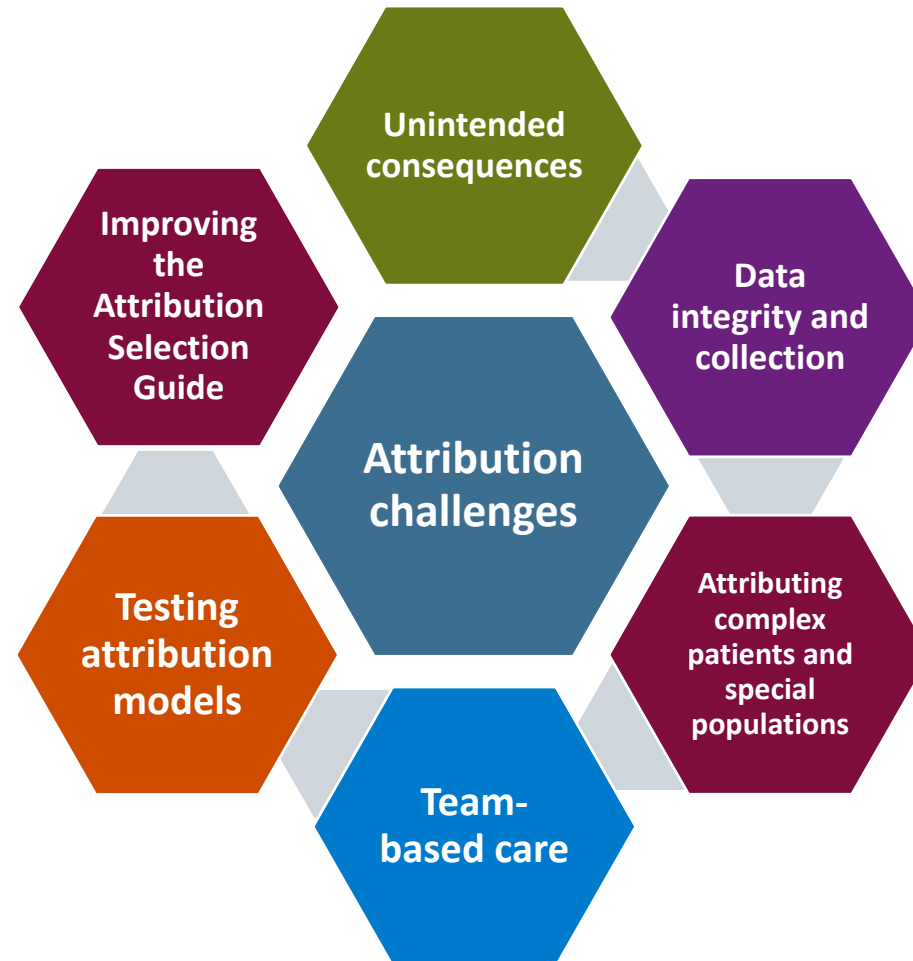 Unintended
consequences
Improving
the
Attribution
Selection
Guide
Data
integrity and
collection
Attribution
challenges
Testing
attribution
models
Attributing
complex
patients and
special
populations
Team-
based care